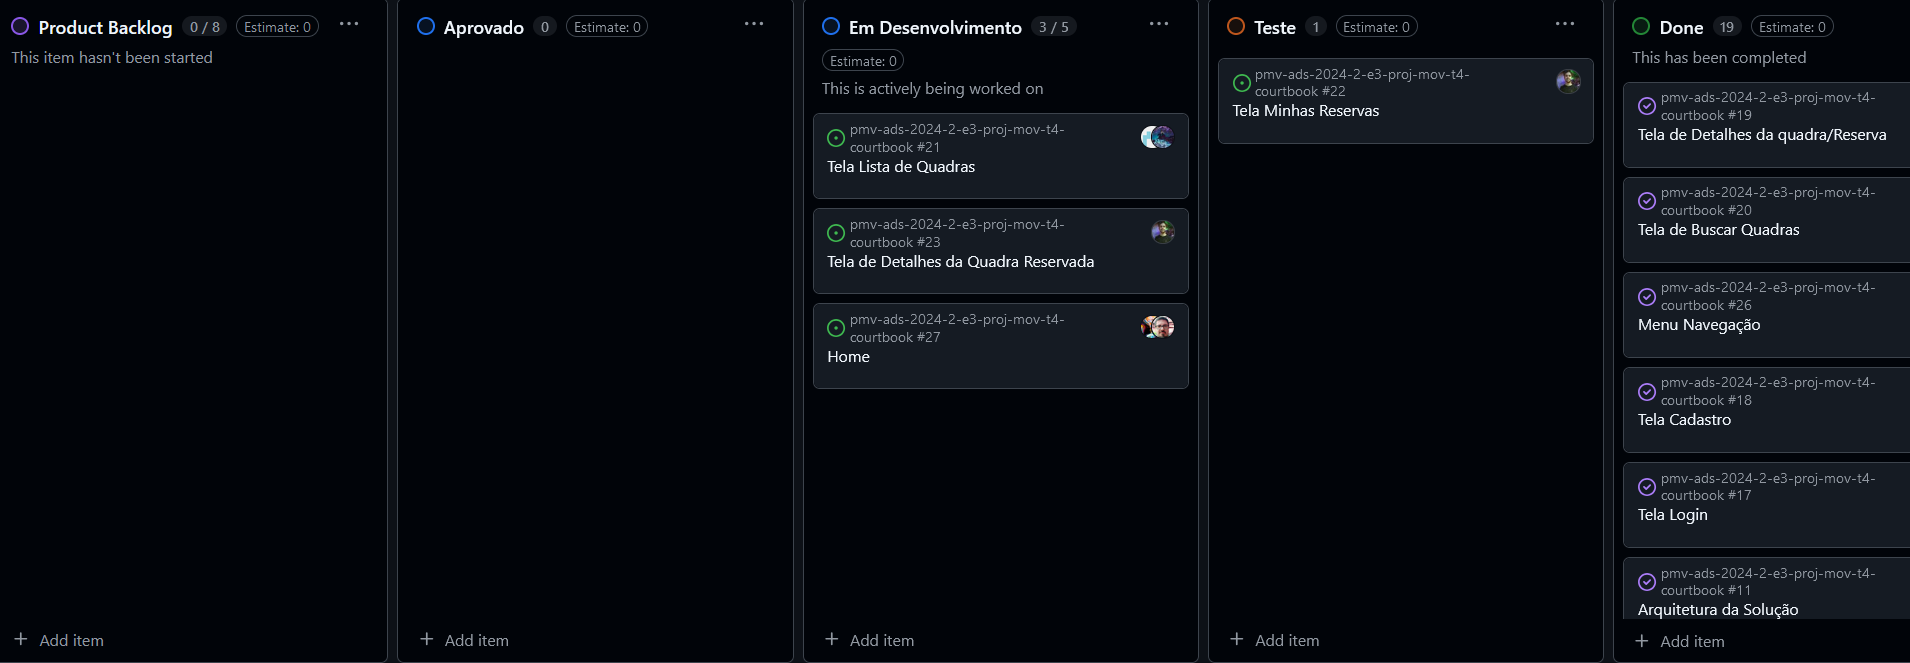 Product Backlog 0 / 8 Estimate: 0
This item hasn't been started
Add item
Aprovado 0 Estimate: 0
Add item
Em Desenvolvimento 3 / 5
Estimate: 0
This is actively being worked on
pmv-ads-2024-2-e3-proj-mov-t4-
courtbook #21
Tela Lista de Quadras
pmv-ads-2024-2-e3-proj-mov-t4-
courtbook #23
Tela de Detalhes da Quadra Reservada
pmv-ads-2024-2-e3-proj-mov-t4-
courtbook #27
Home
Add item
Teste 1 Estimate: 0
pmv-ads-2024-2-e3-proj-mov-t4-
courtbook #22
Tela Minhas Reservas
Add item
Done 19 Estimate: 0
This has been completed
pmv-ads-2024-2-e3-proj-mov-t4-
courtbook #19
Tela de Detalhes da quadra/Reserva
pmv-ads-2024-2-e3-proj-mov-t4-
courtbook #20
Tela de Buscar Quadras
pmv-ads-2024-2-e3-proj-mov-t4-
courtbook #26
Menu Navegação
pmv-ads-2024-2-e3-proj-mov-t4-
courtbook #18
Tela Cadastro
pmv-ads-2024-2-e3-proj-mov-t4-
courtbook #17
Tela Login
pmv-ads-2024-2-e3-proj-mov-t4-
courtbook #11
Arquitetura da Solução
Add item